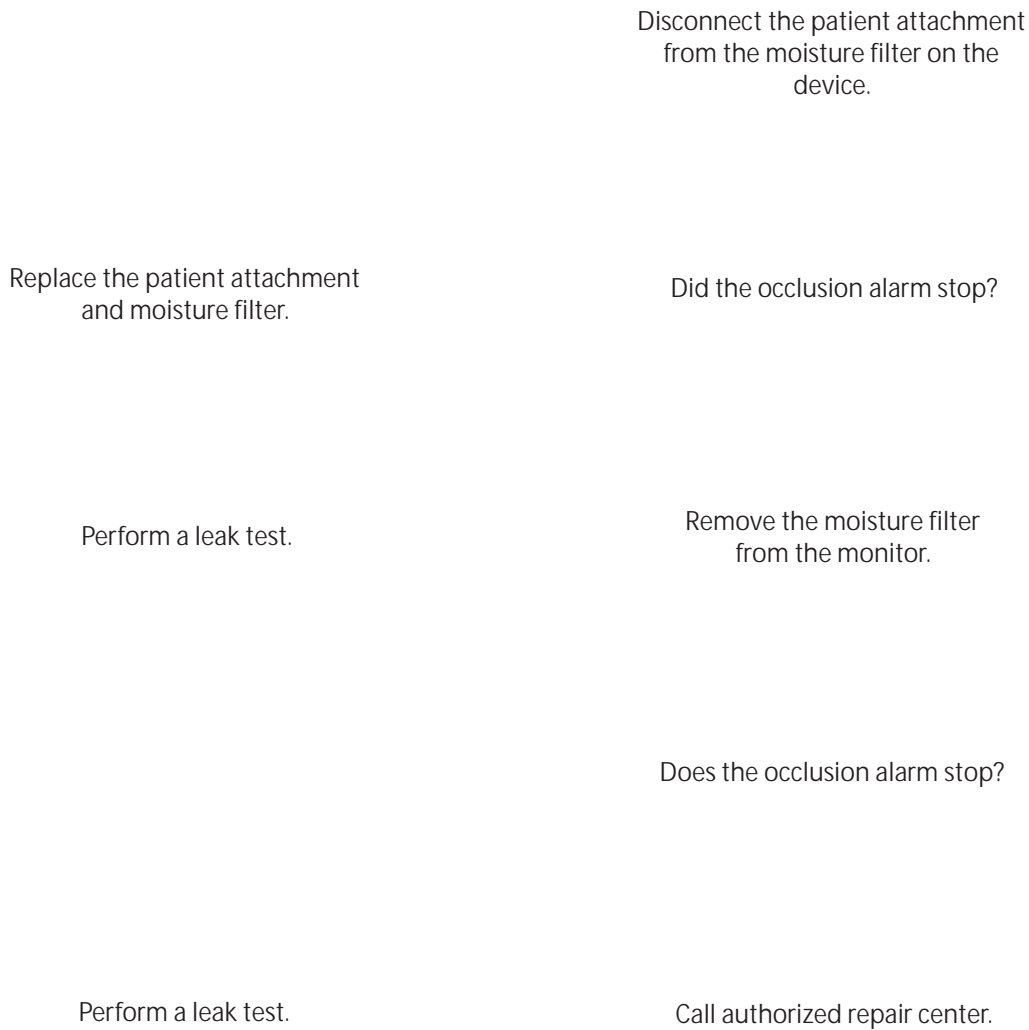 Disconnect the patient attachment
from the moisture filter on the
device.
Replace the patient attachment
and moisture filter.
Did the occlusion alarm stop?
Perform a leak test.
Remove the moisture filter
from the monitor.
Does the occlusion alarm stop?
Perform a leak test.
Call authorized repair center.